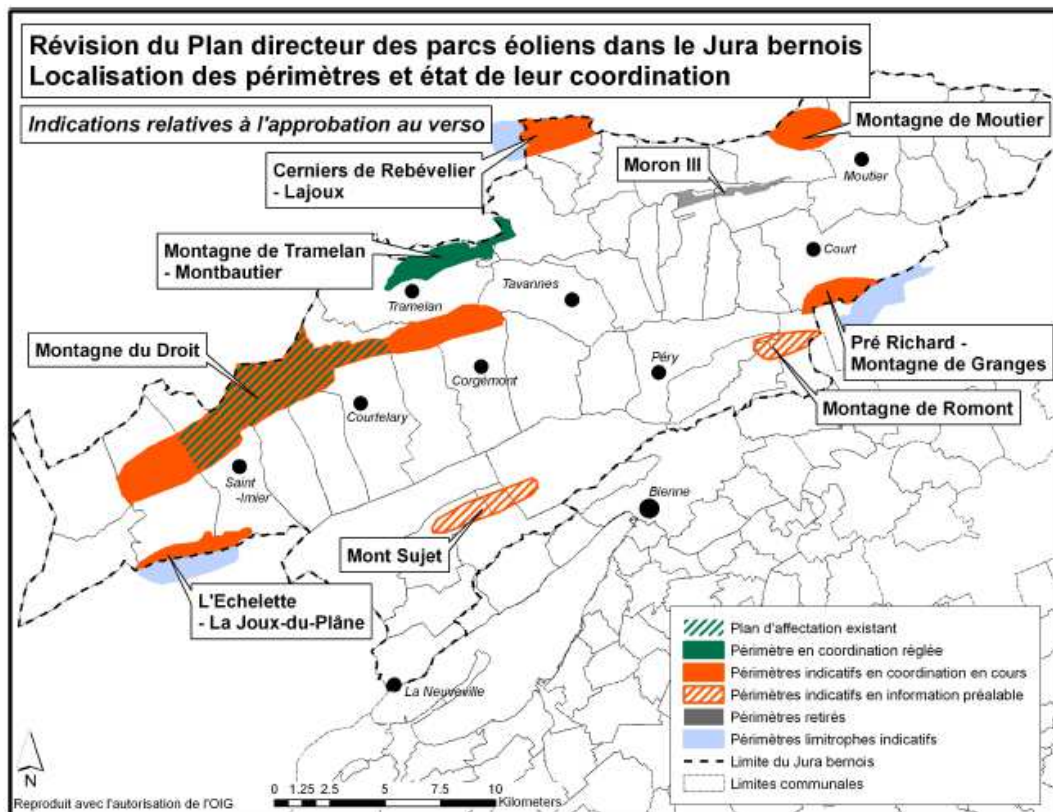 Révision du Plan directeur des parcs éoliens dans le Jura bernois
Localisation des périmètres et état de leur coordination
Indications relatives à l'approbation au verso
Cerniers de Rebévelier
- Lajoux
Montagne de Moutier
Moron III
Moutier
Montagne de Tramelan
- Montbautier
Court
Tramelan
Tavannes
Montagne du Droit
Pré Richard -
Montagne de Granges
Péry
Corgémont
Montagne de Romont
Courtelary
Saint
-Imier
Bienne
Mont Sujet
L'Echelette
- La Joux-du-Plâne
La Neuveville
Plan d'affectation existant
Périmètre en coordination réglée
Périmètres indicatifs en coordination en cours
Périmètres indicatifs en information préalable
Périmètres retirés
Périmètres limitrophes indicatifs
Limite du Jura bernois
Limites communales
N
0 1.25 2.5 5 7.5 10
Kilometers
Reproduit avec l'autorisation de l'OIG